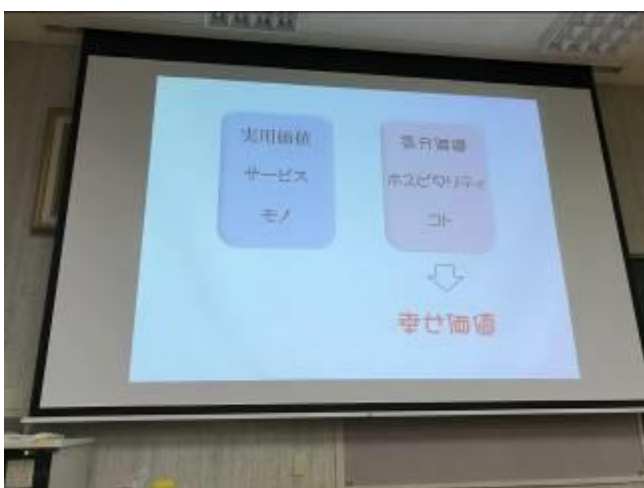 実用価値
サービス
モノ
気分価値
ホスピタリティ
コト
幸せ価値